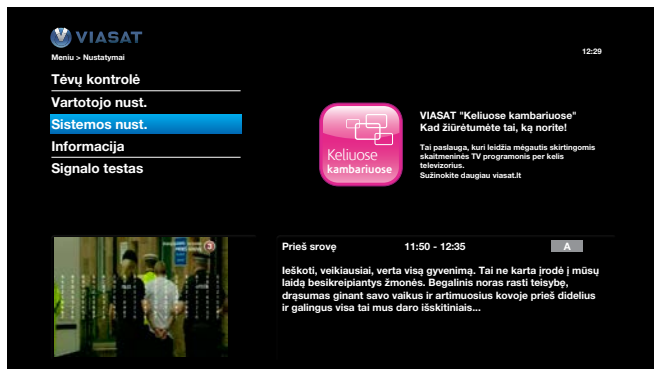 VIASAT
Meniu > Nustatymai
12:29
Tėvų kontrolė
Vartotojo nust.
Sistemos nust.
Informacija
Signalo testas
Keliuose
kambariuose
VIASAT "Keliuose kambariuose"
Kad žiūrėtumėte tai, ką norite!
Tai paslauga, kuri leidžia mėgautis skirtingomis
skaitmeninės TV programonis per kelis
televizorius.
Sužinokite daugiau viasat.lt
3
Prieš srovę
11:50 - 12:35
A
Ieškoti, veikiausiai, verta visą gyvenimą. Tai ne karta įrodė į mūsų
laidą besikreipiantys žmonės. Begalinis noras rasti teisybę,
drąsumas ginant savo vaikus ir artimuosius kovoje prieš didelius
ir galingus visa tai mus daro išskitiniais...